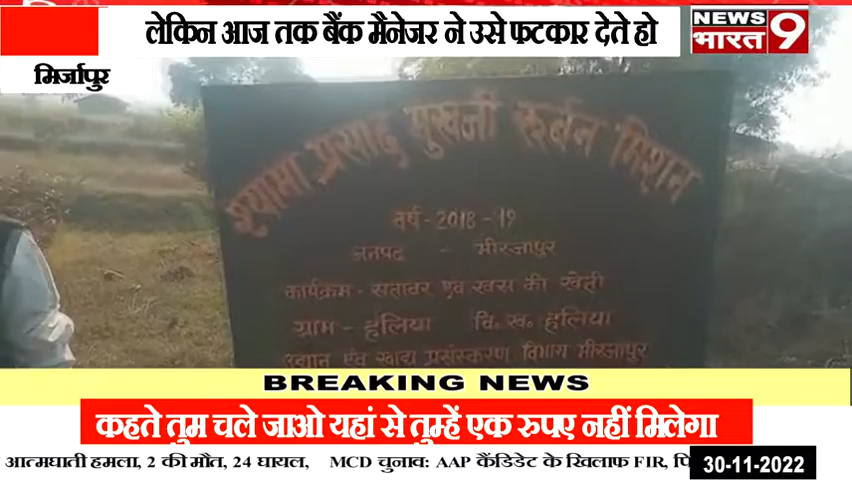 लेकिन आज तक बैंक मैनेजर ने उसे फटकार देते हो
NEWS
भारत 9
मिर्जापुर
श्यामा प्रसाद मुखर्जी रुर्बन मिशन
वर्ष - 2018 - 19
जनपद - मीरजापुर
कार्यक्रम - सतावर एवं खस की खेती
ग्राम - हलिया वि. ख. हलिया
उद्यान एवं खाद्य प्रसंस्करण विभाग मीरजापुर
BREAKING NEWS
कहते तुम चले जाओ यहां से तुम्हें एक रुपए नहीं मिलेगा
आत्मघाती हमला, 2 की मौत, 24 घायल, MCD चुनाव: AAP कैंडिडेट के खिलाफ FIR,
30-11-2022